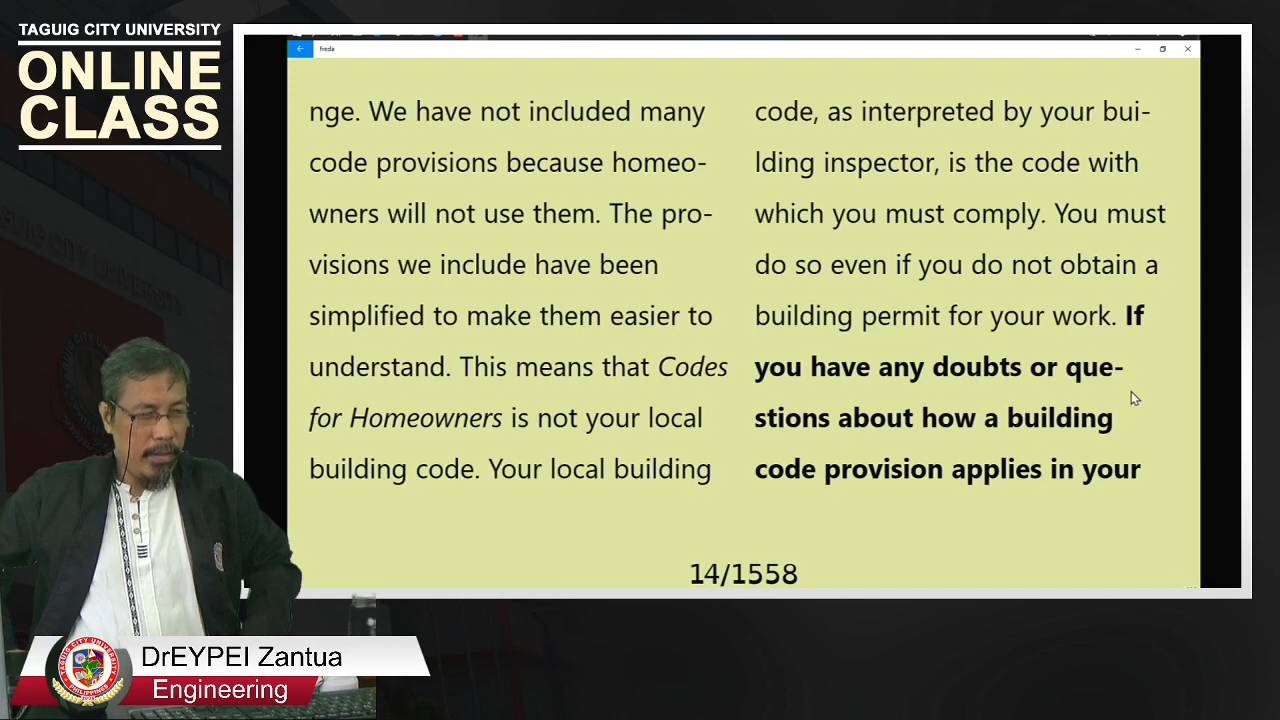 TAGUIG CITY UNIVERSITY
ONLINE
CLASS
freda
nge. We have not included many
code provisions because homeo-
wners will not use them. The pro-
visions we include have been
simplified to make them easier to
understand. This means that Codes
for Homeowners is not your local
building code. Your local building
code, as interpreted by your bui-
lding inspector, is the code with
which you must comply. You must
do so even if you do not obtain a
building permit for your work. If
you have any doubts or que-
stions about how a building
code provision applies in your
14/1558
DrEYPEI Zantua
Engineering
TAGUIG CITY UNIVERSITY
PHILIPPINES